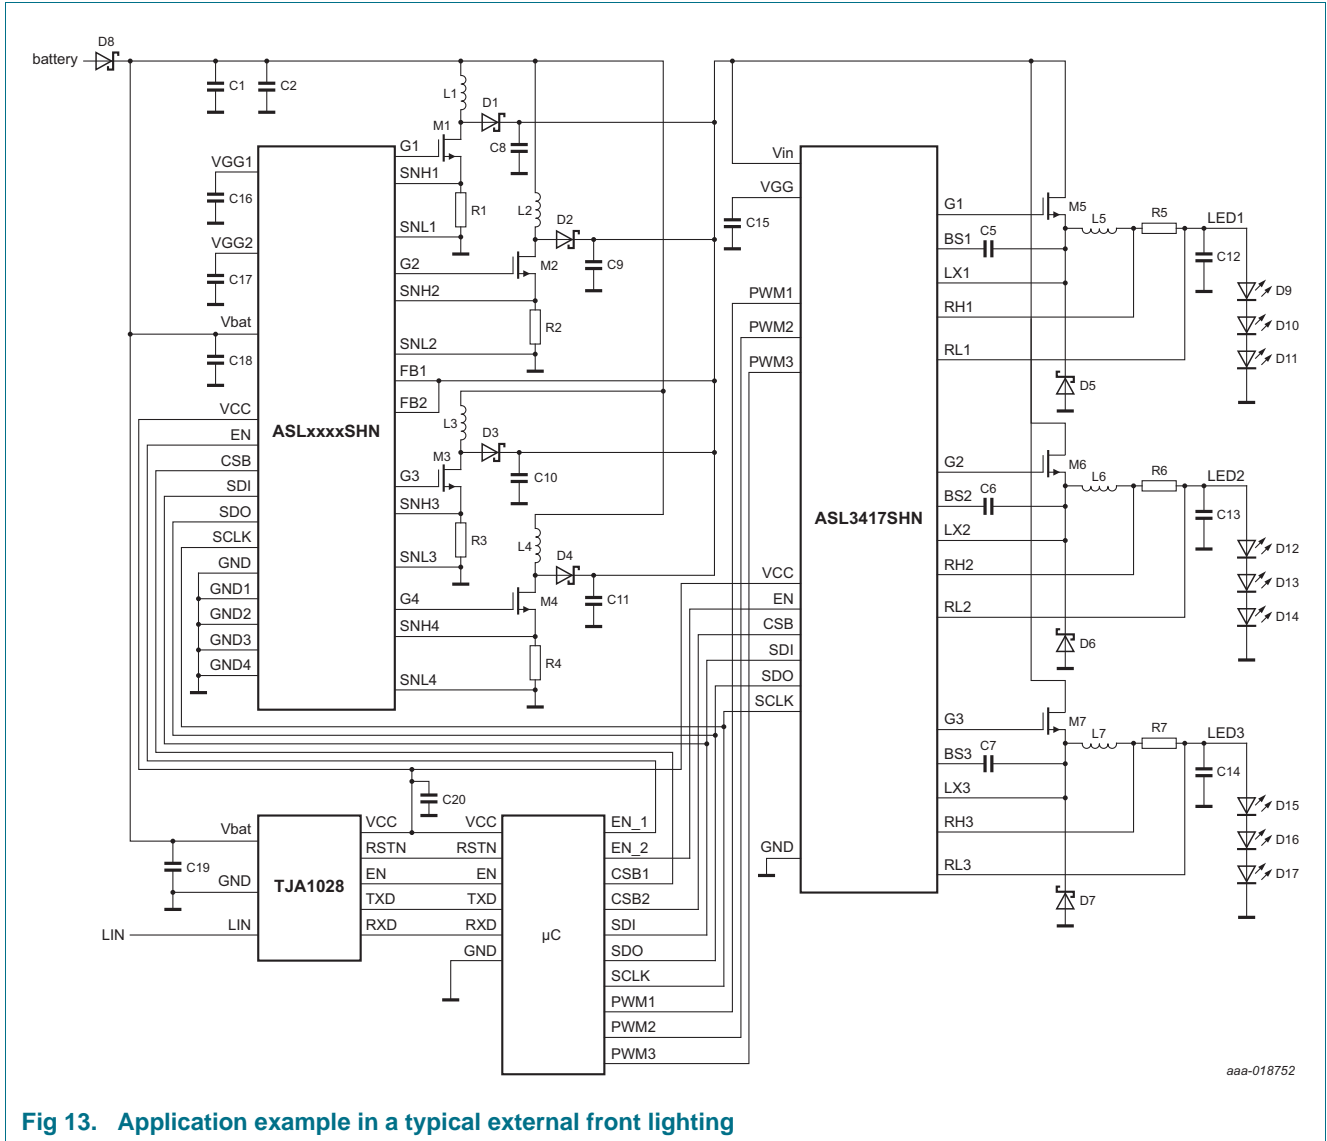 battery
D8
C1
C2
L1
D1
M1
C8
G1
SNH1
R1
SNL1
VGG1
C16
VGG2
C17
L2
D2
C9
G2
M2
SNH2
R2
SNL2
Vbat
C18
FB1
FB2
ASLxxxxSHN
VCC
EN
CSB
SDI
SDO
SCLK
GND
GND1
GND2
GND3
GND4
L3
D3
M3
C10
G3
SNH3
R3
SNL3
L4
D4
C11
G4
M4
SNH4
R4
SNL4
Vin
VGG
C15
PWM1
PWM2
PWM3
ASL3417SHN
VCC
EN
CSB
SDI
SDO
SCLK
GND
G1
M5
BS1
C5
L5
R5
LED1
C12
LX1
RH1
RL1
D9
D10
D11
D5
G2
M6
BS2
C6
L6
R6
LED2
C13
LX2
RH2
RL2
D12
D13
D14
D6
G3
M7
BS3
C7
L7
R7
LED3
C14
LX3
RH3
RL3
D15
D16
D17
D7
C20
Vbat
C19
GND
LIN
LIN
TJA1028
VCC
RSTN
EN
TXD
RXD
VCC
RSTN
EN
TXD
RXD
GND
µC
EN_1
EN_2
CSB1
CSB2
SDI
SDO
SCLK
PWM1
PWM2
PWM3
aaa-018752
Fig 13. Application example in a typical external front lighting